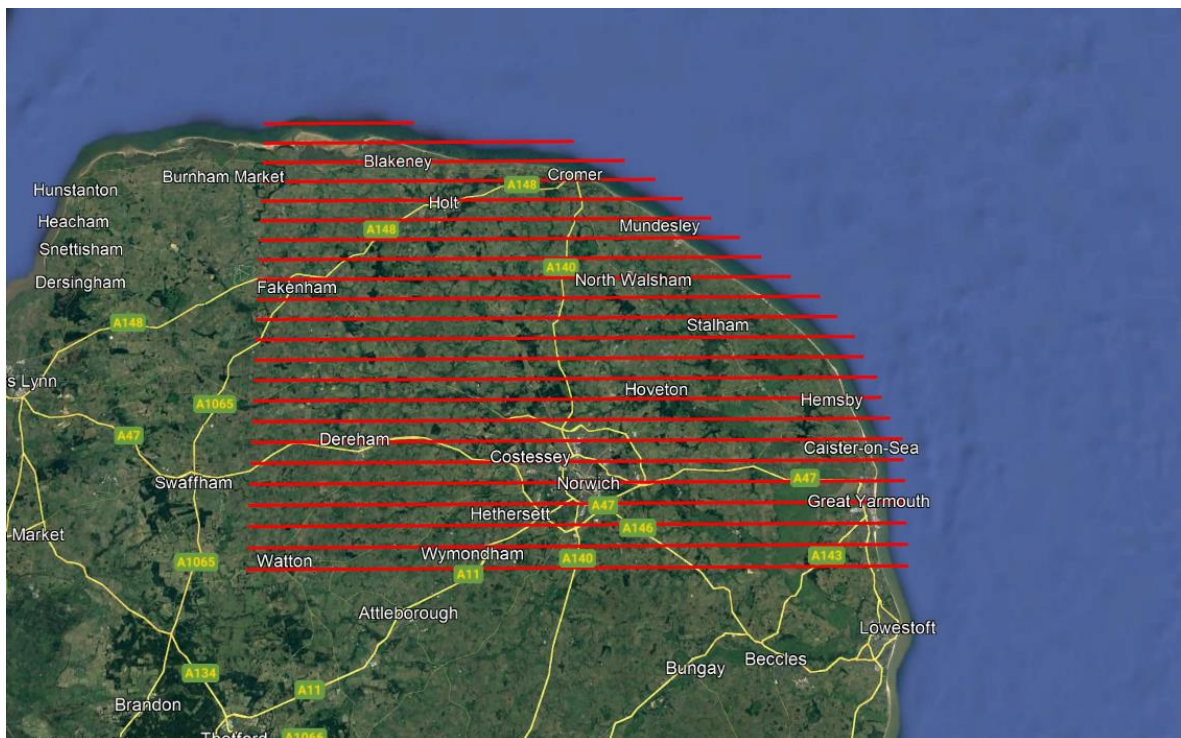 Blakeney
Burnham Market
Cromer
A148
Hunstanton
Holt
Heacham
Mundesley
A148
Snettisham
A140
Dersingham
Fakenham
North Walsham
A148
Stalham
s Lynn
Hoveton
A1065
Hemsby
A47
Dereham
Caister-on-Sea
Costessey
Swaffham
Norwich
A47
Great Yarmouth
A47
Hethersett
A146
Market
Wymondham
A140
A143
Watton
A1065
A11
Attleborough
Lowestoft
Beccles
Bungay
A134
A11
Brandon
Thetford
A1066